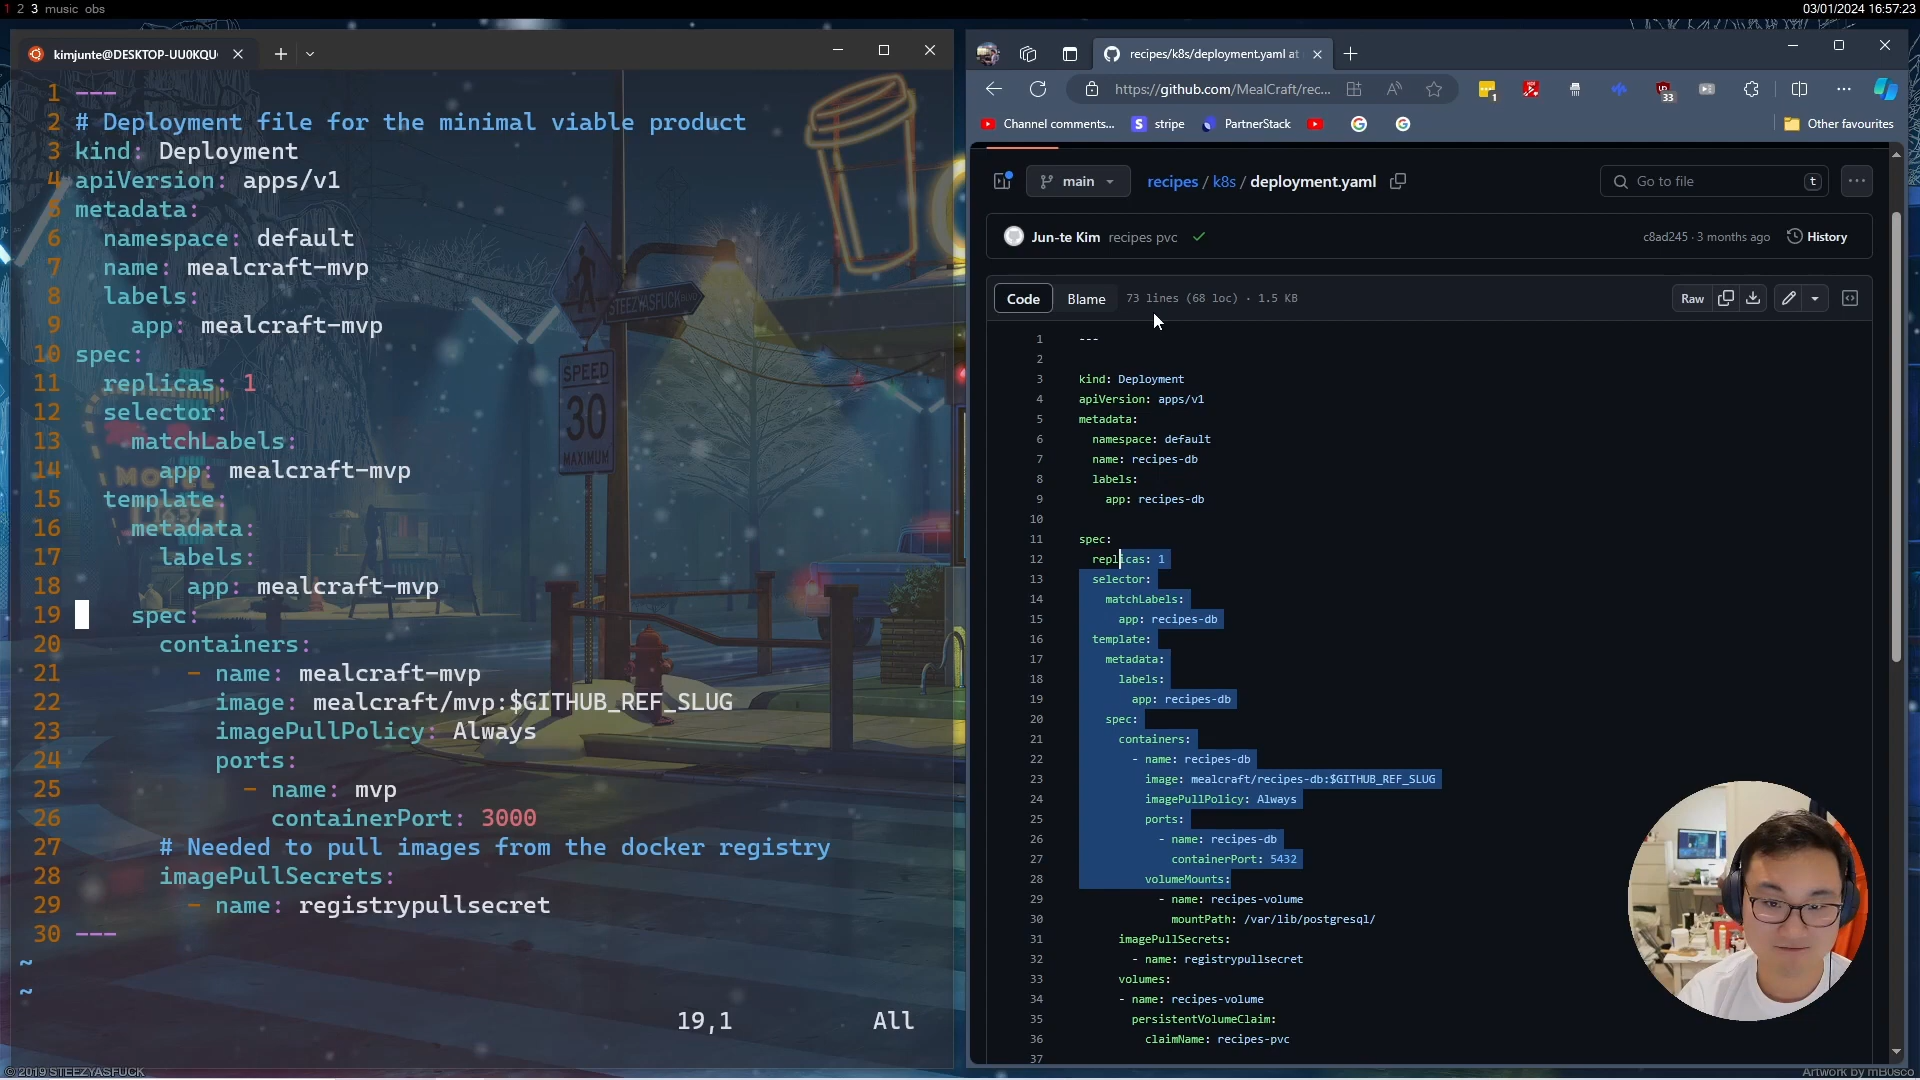 1 2 3 music obs
03/01/2024 16:57:23
kimjunte@DESKTOP-UU0KQU
1 ---
2 # Deployment file for the minimal viable product
3 kind: Deployment
4 apiVersion: apps/v1
5 metadata:
6 namespace: default
7 name: mealcraft-mvp
8 labels:
9 app: mealcraft-mvp
10 spec:
11 replicas: 1
12 selector:
13 matchLabels:
14 app: mealcraft-mvp
15 template:
16 metadata:
17 labels:
18 app: mealcraft-mvp
19 spec:
20 containers:
21 - name: mealcraft-mvp
22 image: mealcraft/mvp:$GITHUB_REF_SLUG
23 imagePullPolicy: Always
24 ports:
25 - name: mvp
26 containerPort: 3000
27 # Needed to pull images from the docker registry
28 imagePullSecrets:
29 - name: registrypullsecret
30 ---
~
~
19,1 All
STEEZYASFUCK BLVD
SPEED
30
MAXIMUM
MOTEL
© 2019 STEEZYASFUCK
recipes/k8s/deployment.yaml at
https://github.com/MealCraft/rec...
1
33
Channel comments...
stripe
PartnerStack
Other favourites
main
recipes / k8s / deployment.yaml
Go to file
t
Jun-te Kim recipes pvc
c8ad245 · 3 months ago
History
Code
Blame
73 lines (68 loc) · 1.5 KB
Raw
1 ---
2
3 kind: Deployment
4 apiVersion: apps/v1
5 metadata:
6 namespace: default
7 name: recipes-db
8 labels:
9 app: recipes-db
10
11 spec:
12 replicas: 1
13 selector:
14 matchLabels:
15 app: recipes-db
16 template:
17 metadata:
18 labels:
19 app: recipes-db
20 spec:
21 containers:
22 - name: recipes-db
23 image: mealcraft/recipes-db:$GITHUB_REF_SLUG
24 imagePullPolicy: Always
25 ports:
26 - name: recipes-db
27 containerPort: 5432
28 volumeMounts:
29 - name: recipes-volume
30 mountPath: /var/lib/postgresql/
31 imagePullSecrets:
32 - name: registrypullsecret
33 volumes:
34 - name: recipes-volume
35 persistentVolumeClaim:
36 claimName: recipes-pvc
37
Artwork by mB0sco